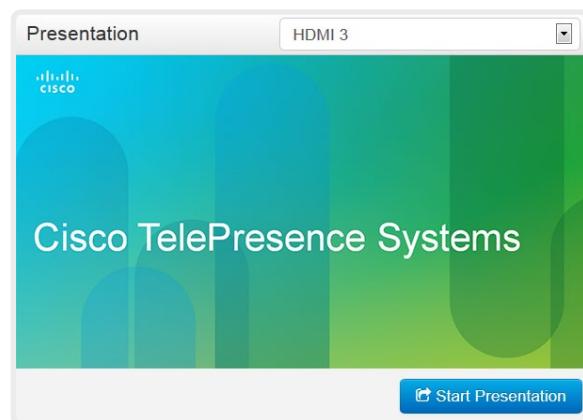 Presentation
HDMI 3
CISCO
Cisco TelePresence Systems
Start Presentation